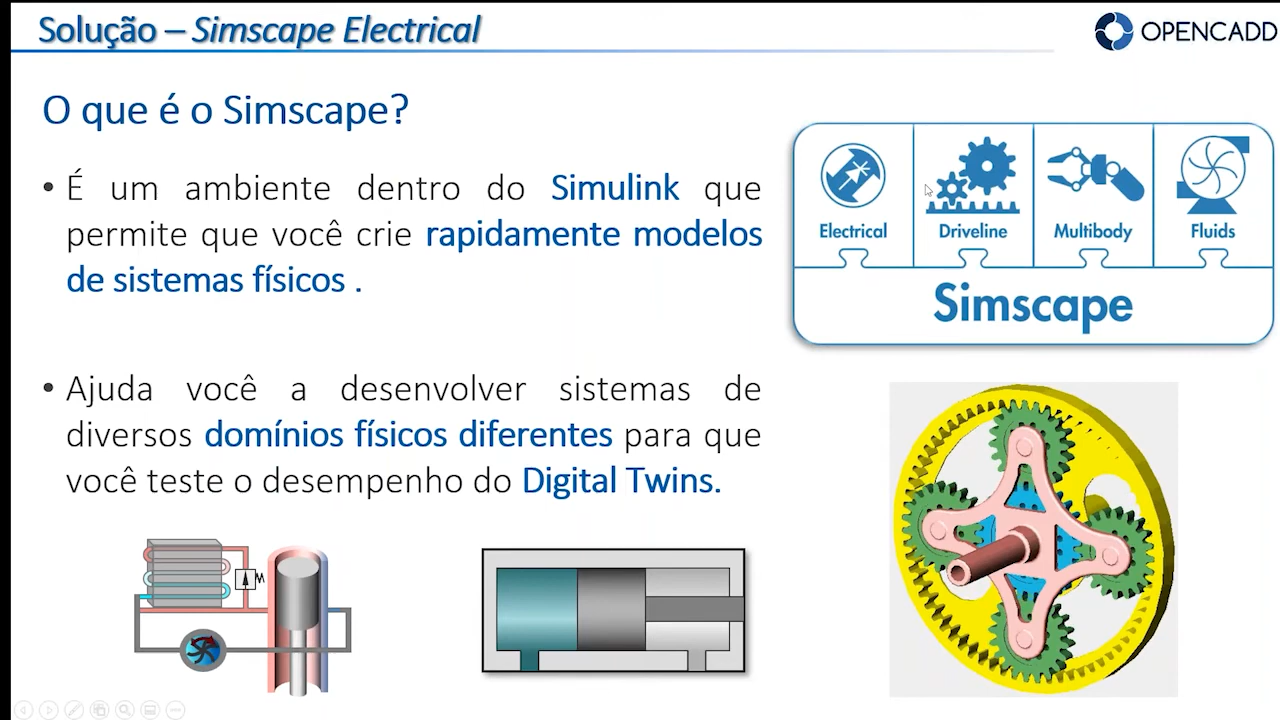 Solução – Simscape Electrical
OPENCADD
O que é o Simscape?
• É um ambiente dentro do Simulink que
permite que você crie rapidamente modelos
de sistemas físicos .
• Ajuda você a desenvolver sistemas de
diversos domínios físicos diferentes para que
você teste o desempenho do Digital Twins.
Electrical
Driveline
Multibody
Fluids
Simscape